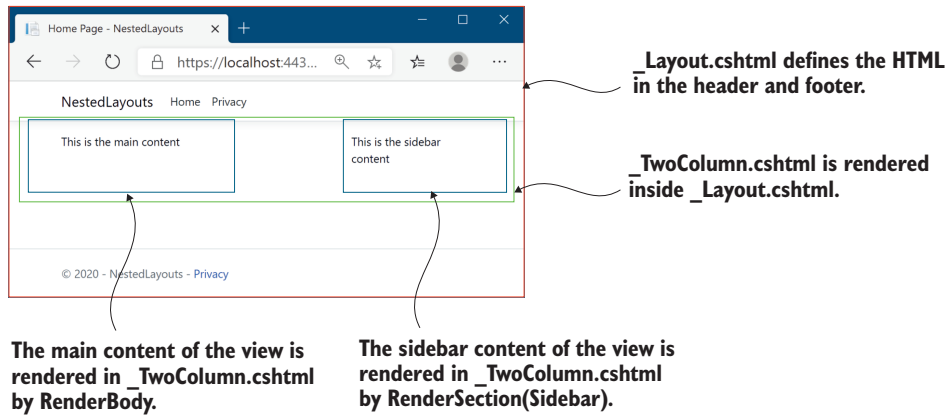 Home Page - NestedLayouts
https://localhost:443...
NestedLayouts Home Privacy
This is the main content
This is the sidebar
content
© 2020 - NestedLayouts - Privacy
_Layout.cshtml defines the HTML
in the header and footer.
_TwoColumn.cshtml is rendered
inside _Layout.cshtml.
The main content of the view is
rendered in _TwoColumn.cshtml
by RenderBody.
The sidebar content of the view is
rendered in _TwoColumn.cshtml
by RenderSection(Sidebar).